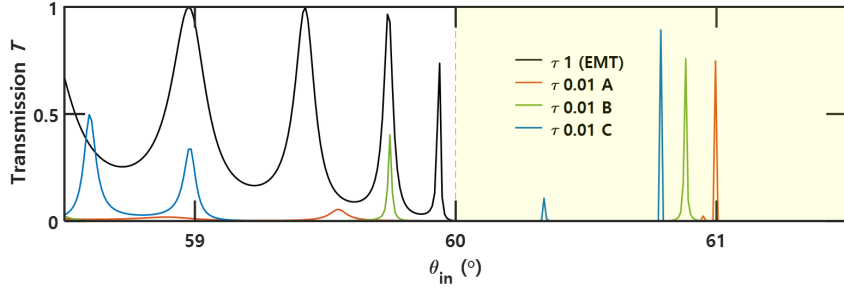 1
0.5
0
Transmission T
τ 1 (EMT)
τ 0.01 A
τ 0.01 B
τ 0.01 C
59
60
61
θin (°)